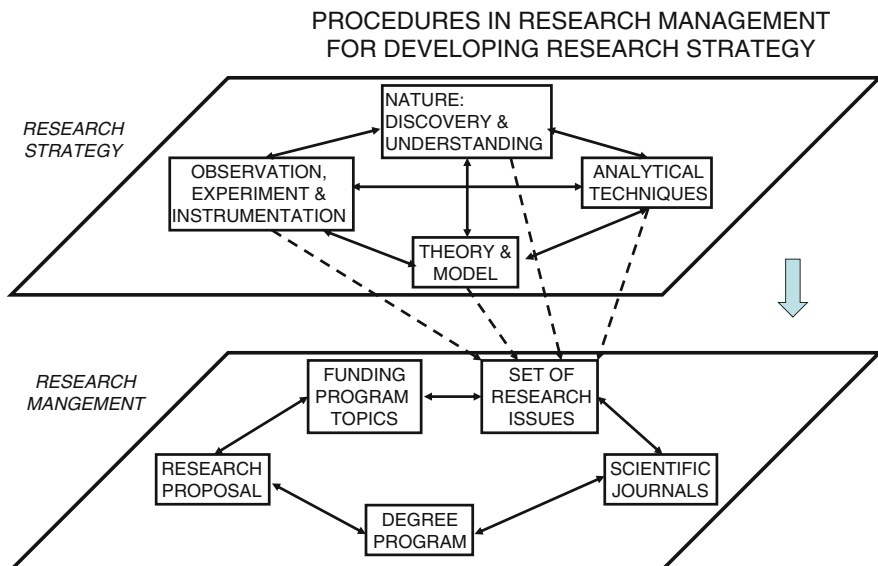 PROCEDURES IN RESEARCH MANAGEMENT
FOR DEVELOPING RESEARCH STRATEGY
RESEARCH
STRATEGY
NATURE:
DISCOVERY &
UNDERSTANDING
OBSERVATION,
EXPERIMENT &
INSTRUMENTATION
ANALYTICAL
TECHNIQUES
THEORY &
MODEL
RESEARCH
MANGEMENT
FUNDING
PROGRAM
TOPICS
SET OF
RESEARCH
ISSUES
RESEARCH
PROPOSAL
SCIENTIFIC
JOURNALS
DEGREE
PROGRAM